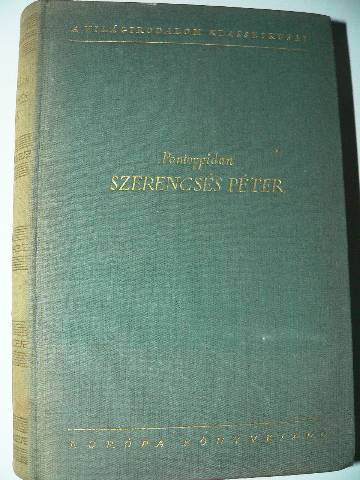 A VILÁGIRODALOM KLASSZIKUSAI
Pontoppidan
SZERENCSÉS PÉTER
EURÓPA KÖNYVKIADÓ